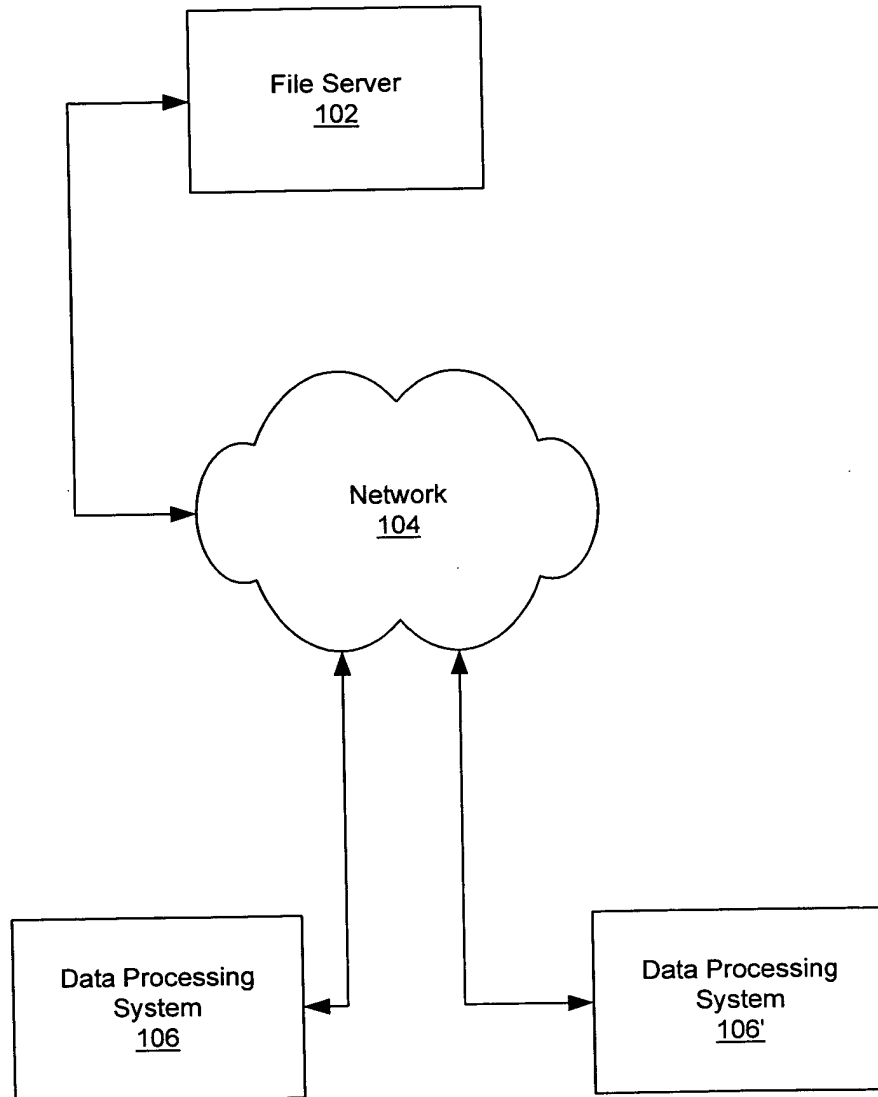 File Server
102
Network
104
Data Processing
System
106
Data Processing
System
106'